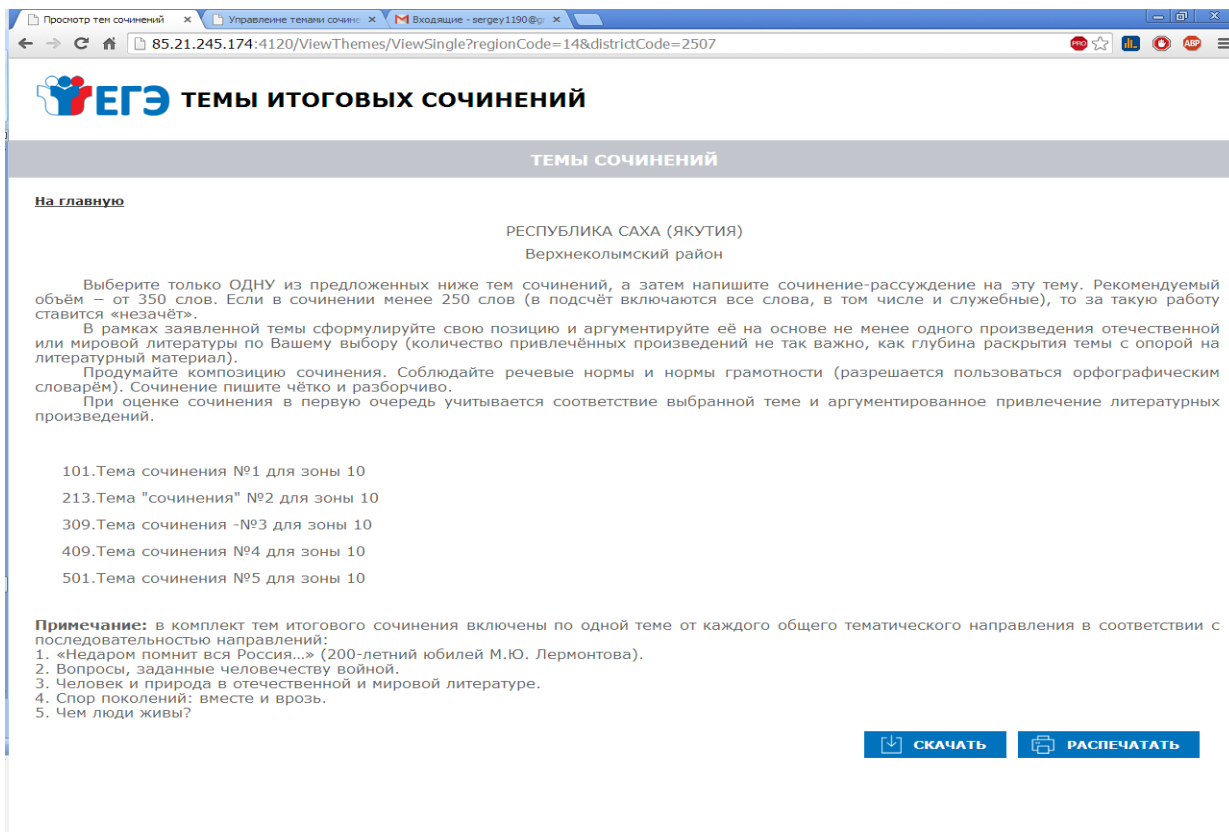 Просмотр тем сочинений
Управление темами сочине
Входящие - sergey1190@g
85.21.245.174:4120/ViewThemes/ViewSingle?regionCode=14&districtCode=2507
PRO
ABP
ЕГЭ ТЕМЫ ИТОГОВЫХ СОЧИНЕНИЙ
ТЕМЫ СОЧИНЕНИЙ
На главную
РЕСПУБЛИКА САХА (ЯКУТИЯ)
Верхнеколымский район
Выберите только ОДНУ из предложенных ниже тем сочинений, а затем напишите сочинение-рассуждение на эту тему. Рекомендуемый
объём – от 350 слов. Если в сочинении менее 250 слов (в подсчёт включаются все слова, в том числе и служебные), то за такую работу
ставится «незачёт».
В рамках заявленной темы сформулируйте свою позицию и аргументируйте её на основе не менее одного произведения отечественной
или мировой литературы по Вашему выбору (количество привлечённых произведений не так важно, как глубина раскрытия темы с опорой на
литературный материал).
Продумайте композицию сочинения. Соблюдайте речевые нормы и нормы грамотности (разрешается пользоваться орфографическим
словарём). Сочинение пишите чётко и разборчиво.
При оценке сочинения в первую очередь учитывается соответствие выбранной теме и аргументированное привлечение литературных
произведений.
101.Тема сочинения №1 для зоны 10
213.Тема "сочинения" №2 для зоны 10
309.Тема сочинения -№3 для зоны 10
409.Тема сочинения №4 для зоны 10
501.Тема сочинения №5 для зоны 10
Примечание: в комплект тем итогового сочинения включены по одной теме от каждого общего тематического направления в соответствии с
последовательностью направлений:
1. «Недаром помнит вся Россия…» (200-летний юбилей М.Ю. Лермонтова).
2. Вопросы, заданные человечеству войной.
3. Человек и природа в отечественной и мировой литературе.
4. Спор поколений: вместе и врозь.
5. Чем люди живы?
СКАЧАТЬ
РАСПЕЧАТАТЬ